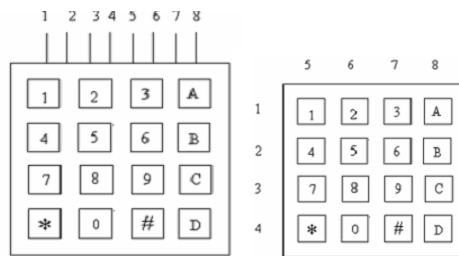 1 2 3 4 5 6 7 8
1 2 3 A
4 5 6 B
7 8 9 C
* 0 # D
5 6 7 8
1 1 2 3 A
2 4 5 6 B
3 7 8 9 C
4 * 0 # D